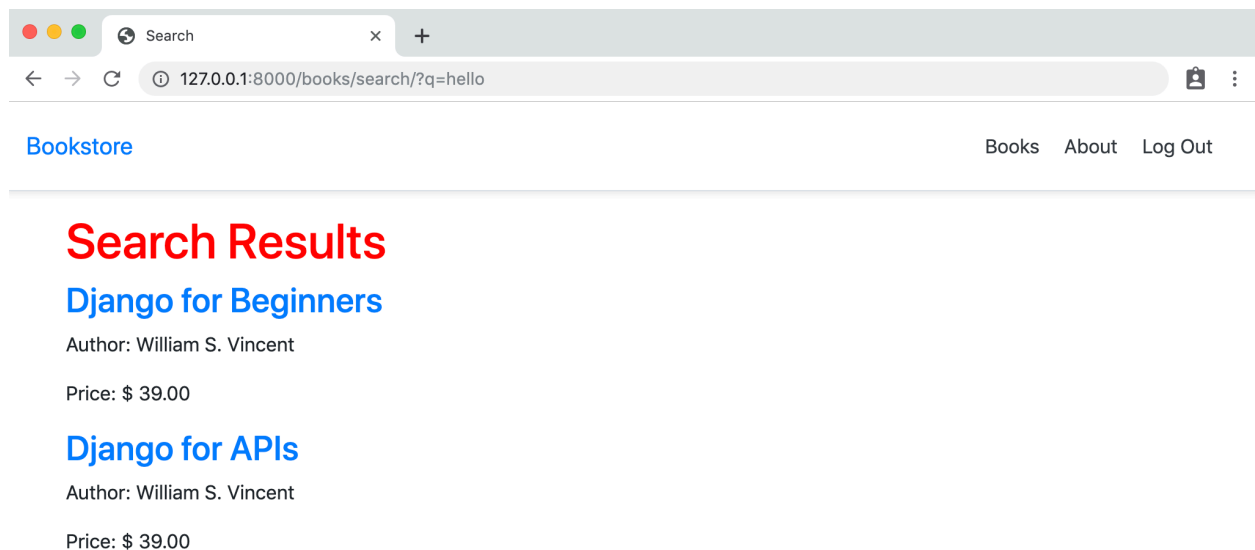 Search
127.0.0.1:8000/books/search/?q=hello
Bookstore Books About Log Out
Search Results
Django for Beginners
Author: William S. Vincent
Price: $ 39.00
Django for APIs
Author: William S. Vincent
Price: $ 39.00